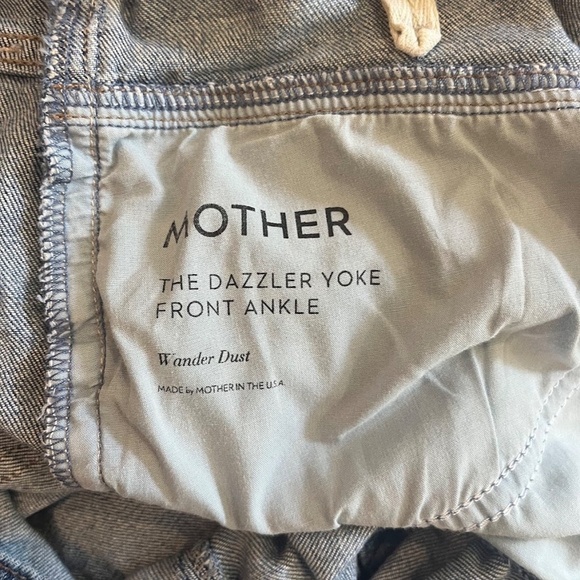 MOTHER
THE DAZZLER YOKE
FRONT ANKLE
Wander Dust
MADE by MOTHER IN THE U.S.A.